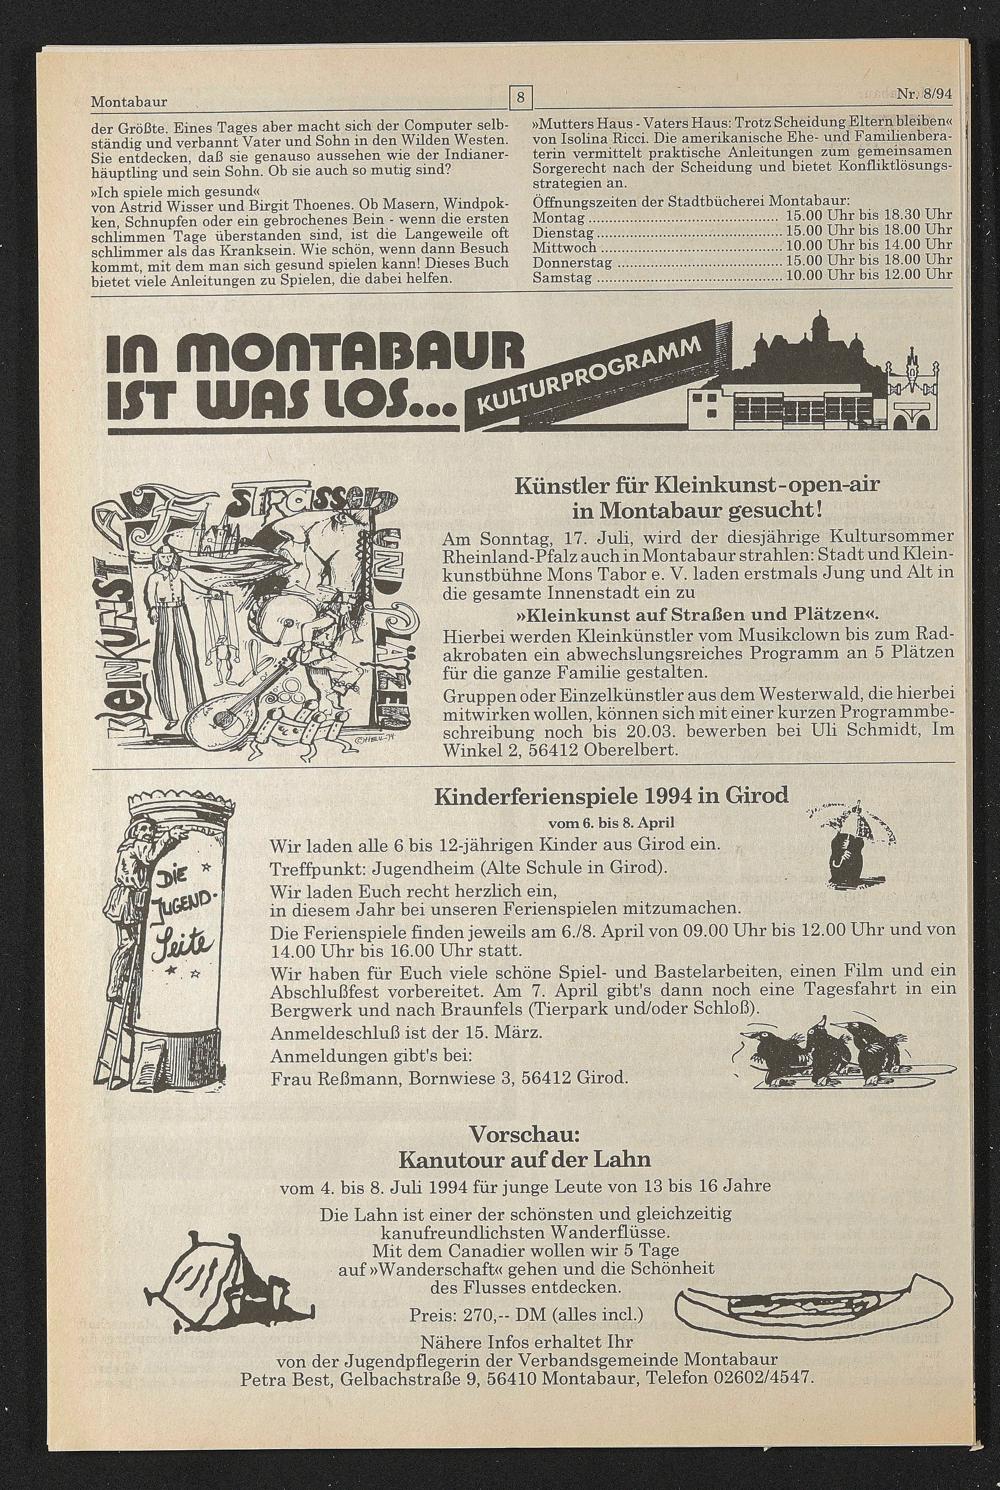 Montabaur
8
Nr. 8/94
der Größte. Eines Tages aber macht sich der Computer selb-
ständig und verbannt Vater und Sohn in den Wilden Westen.
Sie entdecken, daß sie genauso aussehen wie der Indianer-
häuptling und sein Sohn. Ob sie auch so mutig sind?
»Ich spiele mich gesund«
von Astrid Wisser und Birgit Thoenes. Ob Masern, Windpok-
ken, Schnupfen oder ein gebrochenes Bein - wenn die ersten
schlimmen Tage überstanden sind, ist die Langeweile oft
schlimmer als das Kranksein. Wie schön, wenn dann Besuch
kommt, mit dem man sich gesund spielen kann! Dieses Buch
bietet viele Anleitungen zu Spielen, die dabei helfen.
»Mutters Haus - Vaters Haus: Trotz Scheidung Eltern bleiben«
von Isolina Ricci. Die amerikanische Ehe- und Familienbera-
terin vermittelt praktische Anleitungen zum gemeinsamen
Sorgerecht nach der Scheidung und bietet Konfliktlösungs-
strategien an.
Öffnungszeiten der Stadtbücherei Montabaur:
Montag ........................................ 15.00 Uhr bis 18.30 Uhr
Dienstag ...................................... 15.00 Uhr bis 18.00 Uhr
Mittwoch ...................................... 10.00 Uhr bis 14.00 Uhr
Donnerstag .................................. 15.00 Uhr bis 18.00 Uhr
Samstag ....................................... 10.00 Uhr bis 12.00 Uhr
IN MONTABAUR
IST WAS LOS...
KULTURPROGRAMM
KleinKUNST AUF STRASSEN UND PLÄTZEN
Künstler für Kleinkunst-open-air
in Montabaur gesucht!
Am Sonntag, 17. Juli, wird der diesjährige Kultursommer
Rheinland-Pfalz auch in Montabaur strahlen: Stadt und Klein-
kunstbühne Mons Tabor e. V. laden erstmals Jung und Alt in
die gesamte Innenstadt ein zu
»Kleinkunst auf Straßen und Plätzen«.
Hierbei werden Kleinkünstler vom Musikclown bis zum Rad-
akrobaten ein abwechslungsreiches Programm an 5 Plätzen
für die ganze Familie gestalten.
Gruppen oder Einzelkünstler aus dem Westerwald, die hierbei
mitwirken wollen, können sich mit einer kurzen Programmbe-
schreibung noch bis 20.03. bewerben bei Uli Schmidt, Im
Winkel 2, 56412 Oberelbert.
DIE
JUGEND-
Seite
Kinderferienspiele 1994 in Girod
vom 6. bis 8. April
Wir laden alle 6 bis 12-jährigen Kinder aus Girod ein.
Treffpunkt: Jugendheim (Alte Schule in Girod).
Wir laden Euch recht herzlich ein,
in diesem Jahr bei unseren Ferienspielen mitzumachen.
Die Ferienspiele finden jeweils am 6./8. April von 09.00 Uhr bis 12.00 Uhr und von
14.00 Uhr bis 16.00 Uhr statt.
Wir haben für Euch viele schöne Spiel- und Bastelarbeiten, einen Film und ein
Abschlußfest vorbereitet. Am 7. April gibt's dann noch eine Tagesfahrt in ein
Bergwerk und nach Braunfels (Tierpark und/oder Schloß).
Anmeldeschluß ist der 15. März.
Anmeldungen gibt's bei:
Frau Reßmann, Bornwiese 3, 56412 Girod.
Vorschau:
Kanutour auf der Lahn
vom 4. bis 8. Juli 1994 für junge Leute von 13 bis 16 Jahre
Die Lahn ist einer der schönsten und gleichzeitig
kanufreundlichsten Wanderflüsse.
Mit dem Canadier wollen wir 5 Tage
auf »Wanderschaft« gehen und die Schönheit
des Flusses entdecken.
Preis: 270,-- DM (alles incl.)
Nähere Infos erhaltet Ihr
von der Jugendpflegerin der Verbandsgemeinde Montabaur
Petra Best, Gelbachstraße 9, 56410 Montabaur, Telefon 02602/4547.